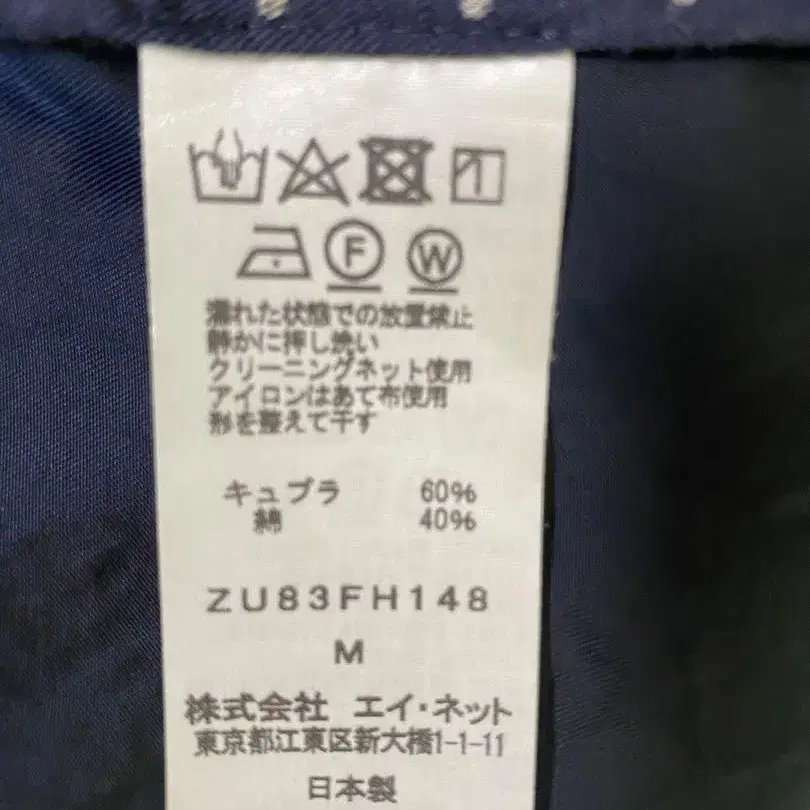 F W
濡れた状態での放置禁止
静かに押し洗い
クリーニングネット使用
アイロンはあて布使用
形を整えて干す
キュプラ 60%
綿 40%
ZU83FH148
M
株式会社 エイ・ネット
東京都江東区新大橋1-1-11
日本製